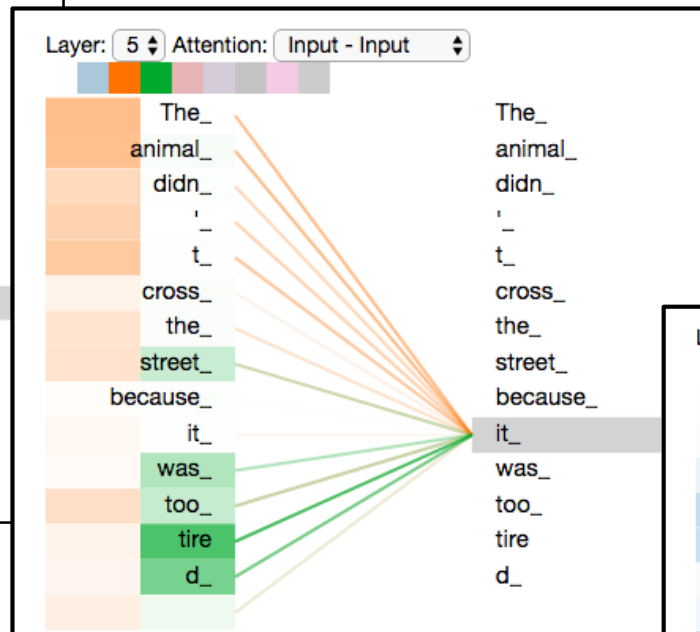 Layer: 5 Attention: Input - Input
The_ The_
animal_ animal_
didn_ didn_
'_ '_
t_ t_
cross_ cross_
the_ the_
street_ street_
because_ because_
it_ it_
was_ was_
too_ too_
tire tire
d_ d_
L